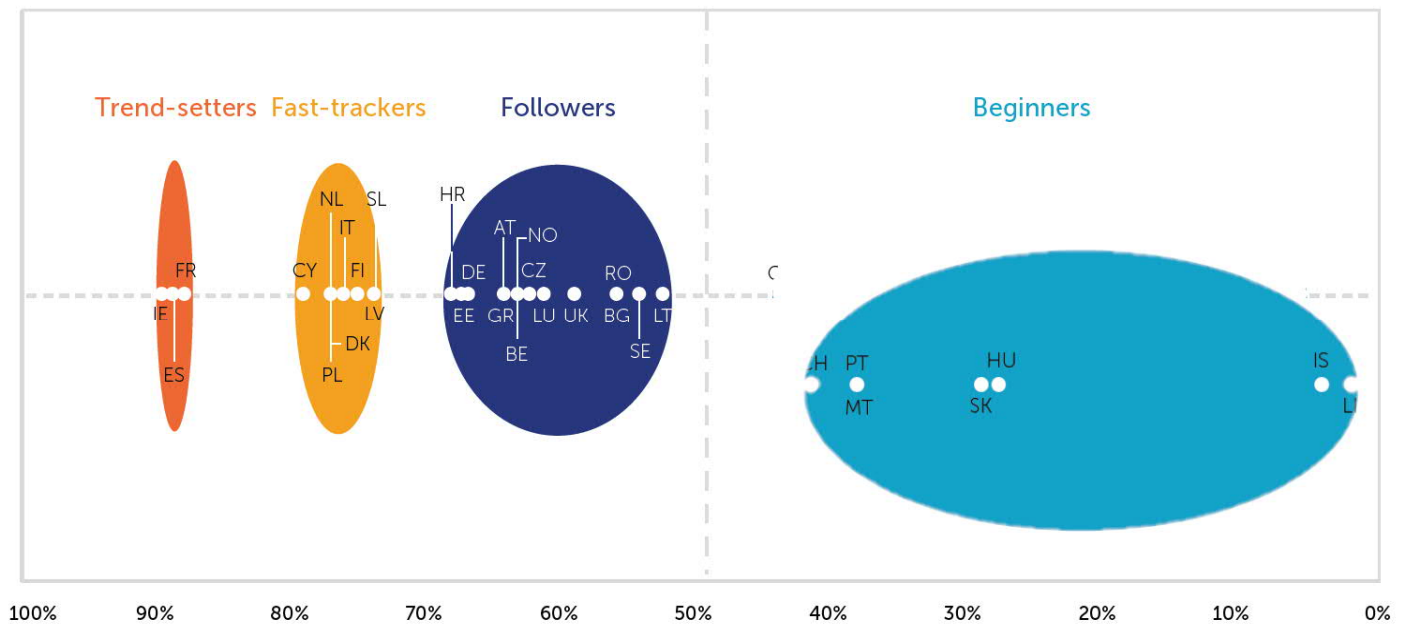 Trend-setters Fast-trackers Followers Beginners
NL SL HR
IT AT NO
FR CY FI DE CZ RO
IE LV EE GR LU UK BG LT
DK BE SE
ES PL
PT HU IS
MT SK
100% 90% 80% 70% 60% 50% 40% 30% 20% 10% 0%